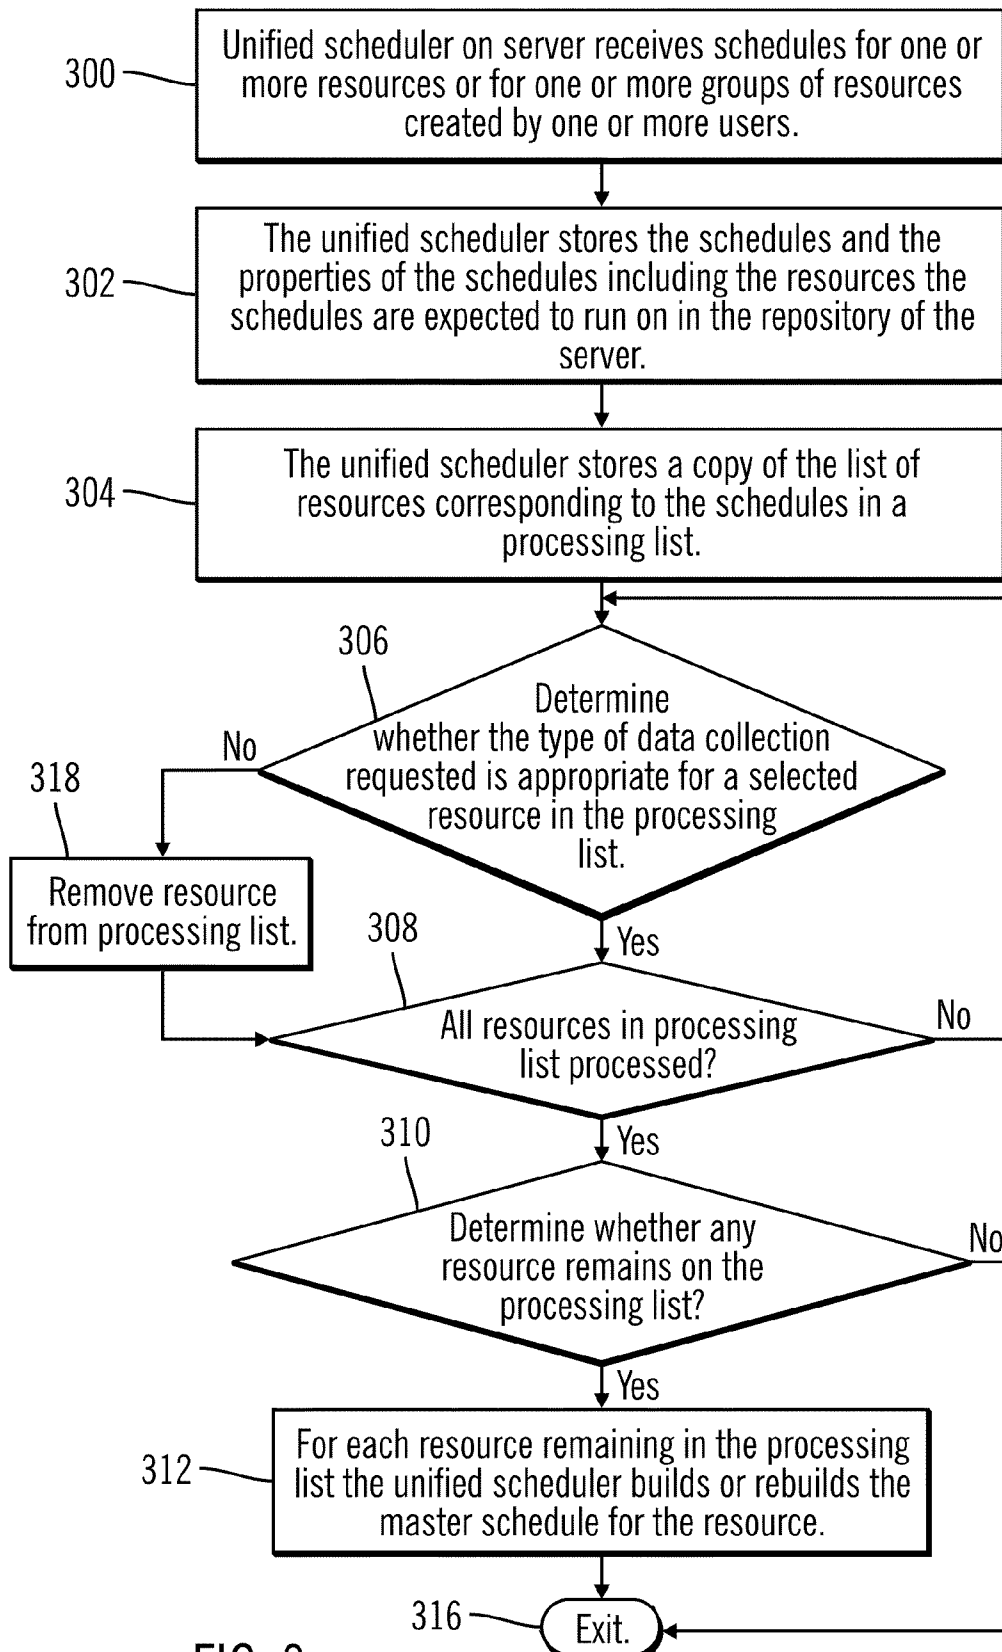 300
Unified scheduler on server receives schedules for one or
more resources or for one or more groups of resources
created by one or more users.
302
The unified scheduler stores the schedules and the
properties of the schedules including the resources the
schedules are expected to run on in the repository of the
server.
304
The unified scheduler stores a copy of the list of
resources corresponding to the schedules in a
processing list.
306
Determine
whether the type of data collection
requested is appropriate for a selected
resource in the processing
list.
No
318
Remove resource
from processing list.
Yes
308
All resources in processing
list processed?
No
Yes
310
Determine whether any
resource remains on the
processing list?
No
Yes
312
For each resource remaining in the processing
list the unified scheduler builds or rebuilds the
master schedule for the resource.
316
Exit.